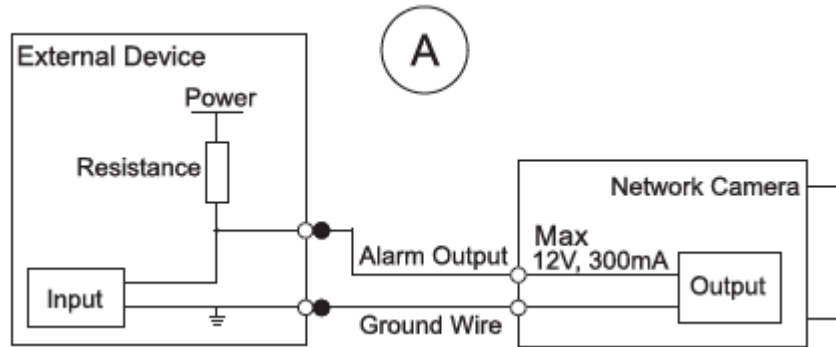 A
External Device
Power
Resistance
Network Camera
Alarm Output
Max
12V, 300mA
Input
Output
Ground Wire